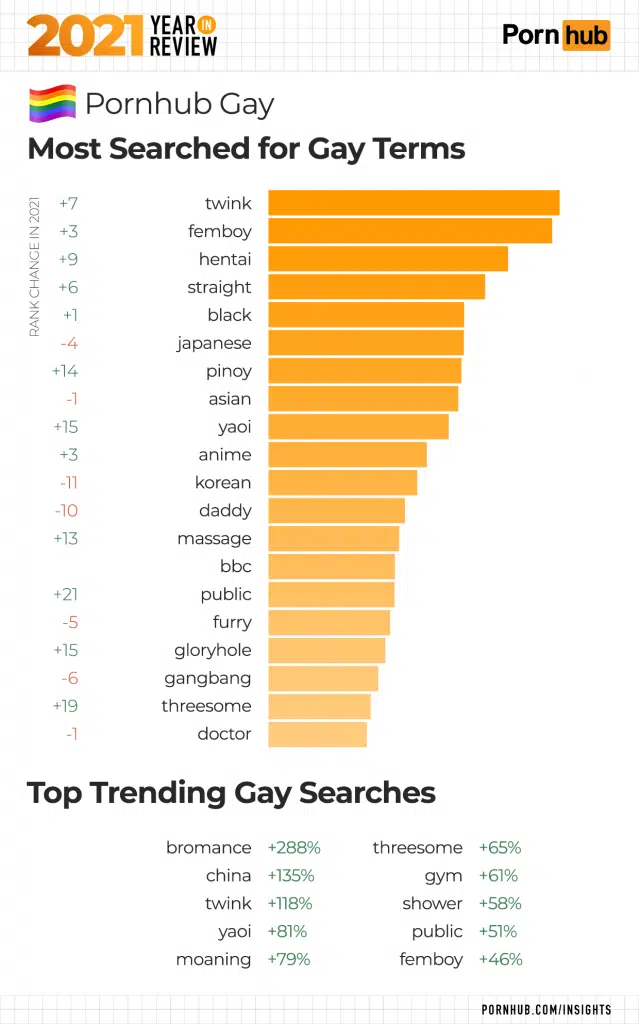 2021 YEAR IN REVIEW
Pornhub
Pornhub Gay
Most Searched for Gay Terms
RANK CHANGE IN 2021
+7 twink
+3 femboy
+9 hentai
+6 straight
+1 black
-4 japanese
+14 pinoy
-1 asian
+15 yaoi
+3 anime
-11 korean
-10 daddy
+13 massage
bbc
+21 public
-5 furry
+15 gloryhole
-6 gangbang
+19 threesome
-1 doctor
Top Trending Gay Searches
bromance +288% threesome +65%
china +135% gym +61%
twink +118% shower +58%
yaoi +81% public +51%
moaning +79% femboy +46%
PORNHUB.COM/INSIGHTS